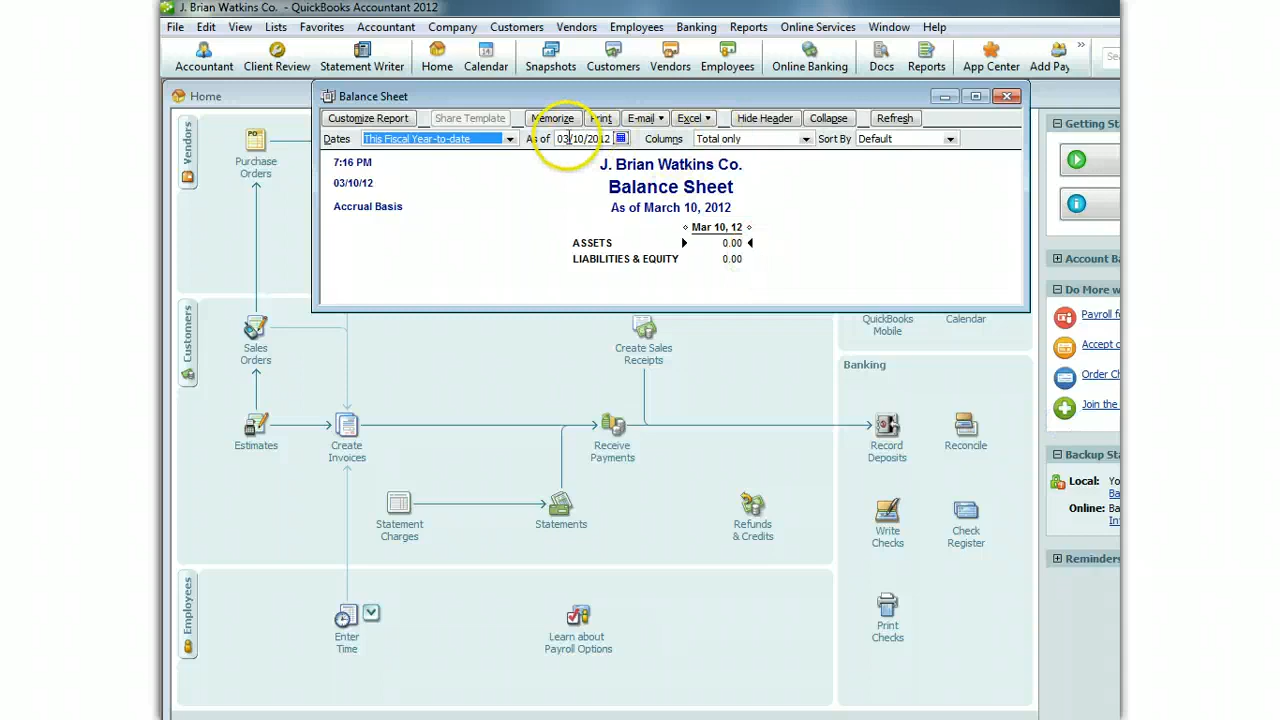 J. Brian Watkins Co. - QuickBooks Accountant 2012
File Edit View Lists Favorites Accountant Company Customers Vendors Employees Banking Reports Online Services Window Help
Accountant Client Review Statement Writer Home Calendar Snapshots Customers Vendors Employees Online Banking Docs Reports App Center Add Pay
Home
Balance Sheet
Customize Report Share Template Memorize Print E-mail Excel Hide Header Collapse Refresh
Dates This Fiscal Year-to-date As of 03/10/2012 Columns Total only Sort By Default
7:16 PM
03/10/12
Accrual Basis
J. Brian Watkins Co.
Balance Sheet
As of March 10, 2012
Mar 10, 12
ASSETS 0.00
LIABILITIES & EQUITY 0.00
Vendors
Purchase
Orders
Customers
Sales
Orders
Estimates
Create
Invoices
Create Sales
Receipts
Receive
Payments
Statement
Charges
Statements
Refunds
& Credits
Employees
Enter
Time
Learn about
Payroll Options
QuickBooks
Mobile
Calendar
Banking
Record
Deposits
Reconcile
Write
Checks
Check
Register
Print
Checks
Getting St
Account Ba
Do More w
Payroll f
Accept c
Order Ch
Join the
Backup Sta
Local: Yo
Ba
Online: Ba
Inf
Reminders